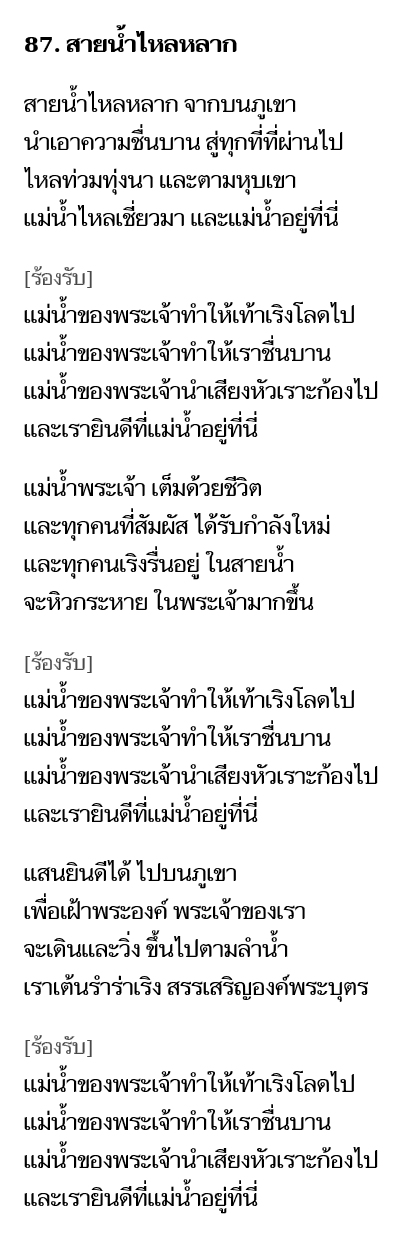 87. สายน้ำไหลหลาก
สายน้ำไหลหลาก จากบนภูเขา
นำเอาความชื่นบาน สู่ทุกที่ที่ผ่านไป
ไหลท่วมทุ่งนา และตามหุบเขา
แม่น้ำไหลเชี่ยวมา และแม่น้ำอยู่ที่นี่
[ร้องรับ]
แม่น้ำของพระเจ้าทำให้เท้าเริงโลดไป
แม่น้ำของพระเจ้าทำให้เราชื่นบาน
แม่น้ำของพระเจ้านำเสียงหัวเราะก้องไป
และเรายินดีที่แม่น้ำอยู่ที่นี่
แม่น้ำพระเจ้า เต็มด้วยชีวิต
และทุกคนที่สัมผัส ได้รับกำลังใหม่
และทุกคนเริงรื่นอยู่ ในสายน้ำ
จะหิวกระหาย ในพระเจ้ามากขึ้น
[ร้องรับ]
แม่น้ำของพระเจ้าทำให้เท้าเริงโลดไป
แม่น้ำของพระเจ้าทำให้เราชื่นบาน
แม่น้ำของพระเจ้านำเสียงหัวเราะก้องไป
และเรายินดีที่แม่น้ำอยู่ที่นี่
แสนยินดีได้ ไปบนภูเขา
เพื่อเฝ้าพระองค์ พระเจ้าของเรา
จะเดินและวิ่ง ขึ้นไปตามลำน้ำ
เราเต้นรำร่าเริง สรรเสริญองค์พระบุตร
[ร้องรับ]
แม่น้ำของพระเจ้าทำให้เท้าเริงโลดไป
แม่น้ำของพระเจ้าทำให้เราชื่นบาน
แม่น้ำของพระเจ้านำเสียงหัวเราะก้องไป
และเรายินดีที่แม่น้ำอยู่ที่นี่